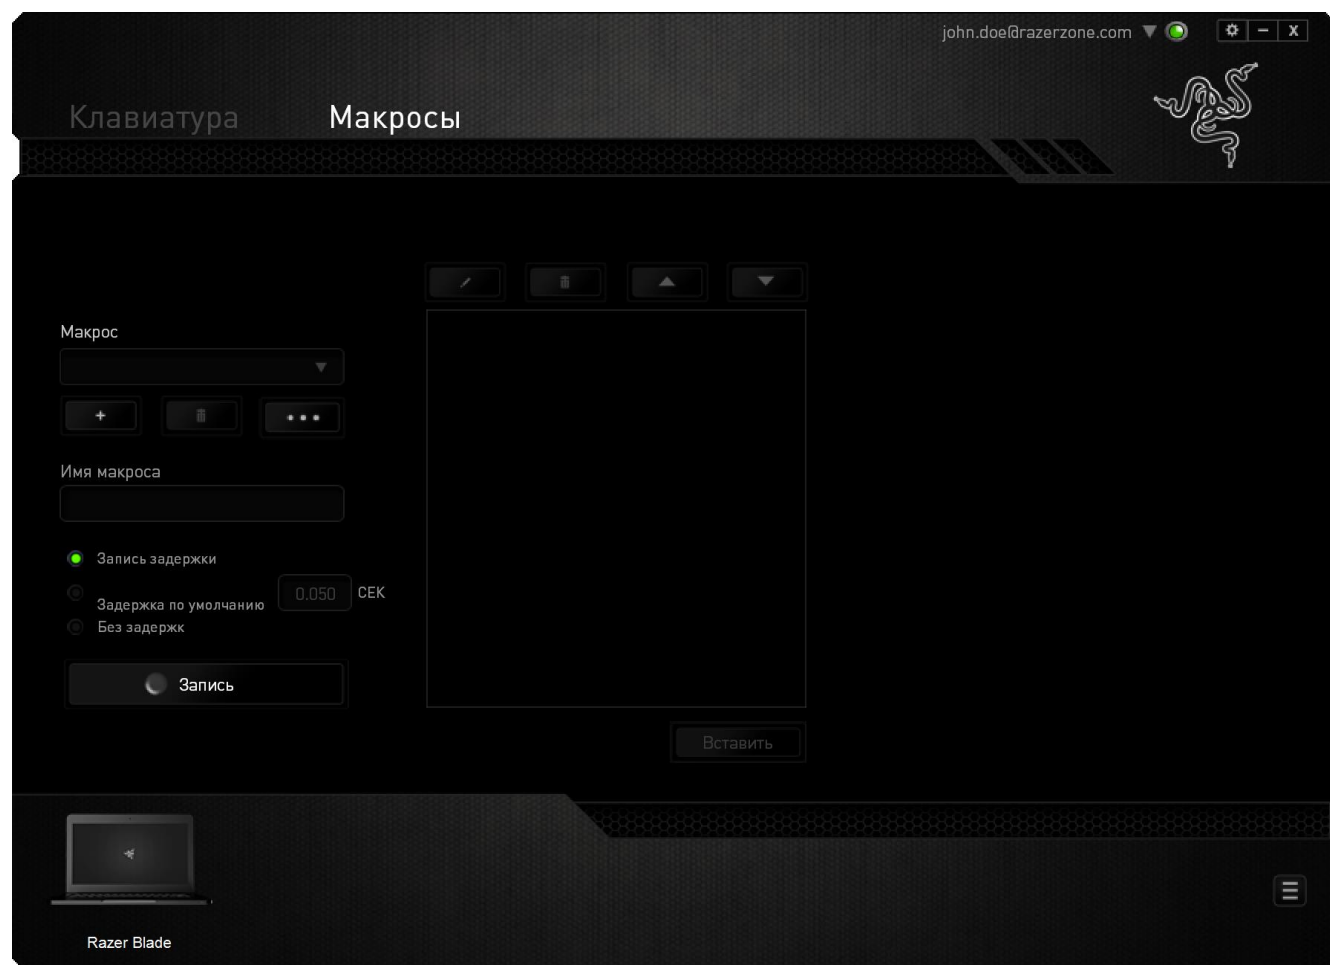 john.doe@razerzone.com
Клавиатура
Макросы
Макрос
Имя макроса
Запись задержки
Задержка по умолчанию
0.050
СЕК
Без задержк
Запись
Вставить
Razer Blade